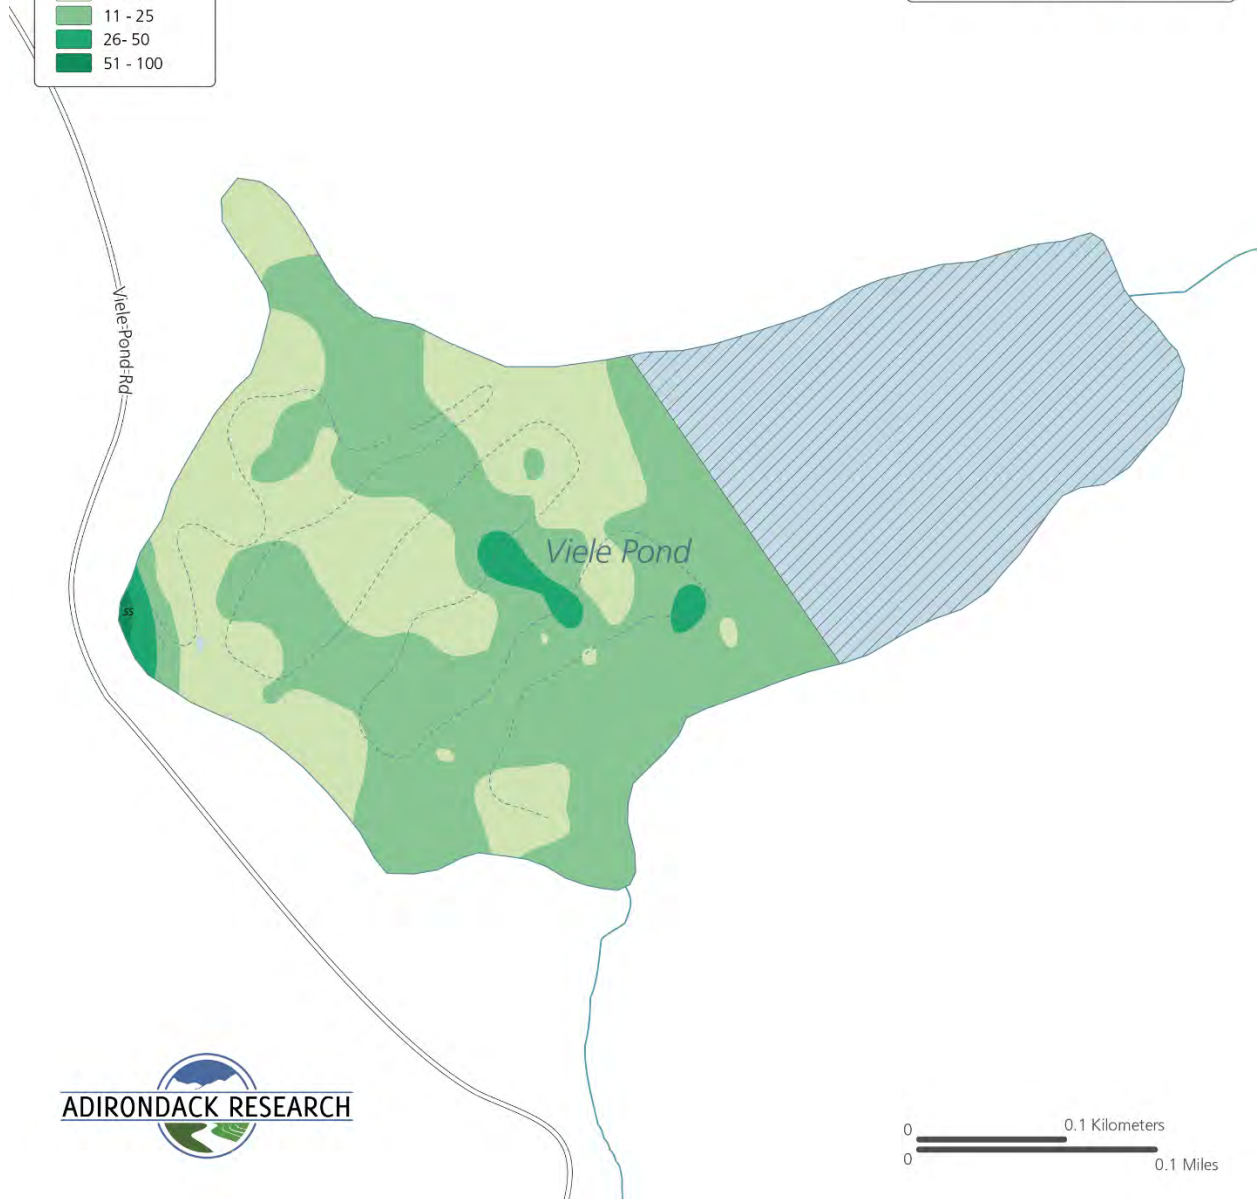 11 - 25
26- 50
51 - 100
Viele-Pond-Rd
Viele Pond
55
ADIRONDACK RESEARCH
0
0.1 Kilometers
0
0.1 Miles